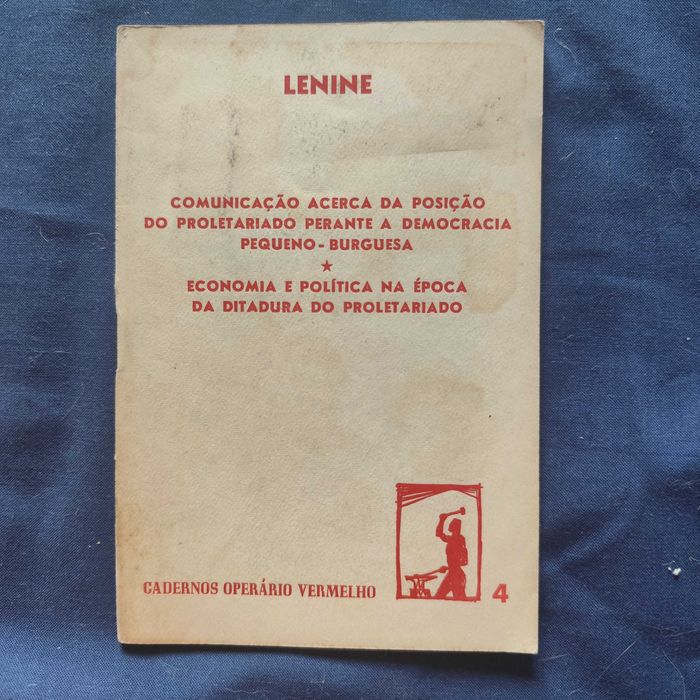 LENINE
COMUNICAÇÃO ACERCA DA POSIÇÃO
DO PROLETARIADO PERANTE A DEMOCRACIA
PEQUENO-BURGUESA
★
ECONOMIA E POLÍTICA NA ÉPOCA
DA DITADURA DO PROLETARIADO
CADERNOS OPERÁRIO VERMELHO
4